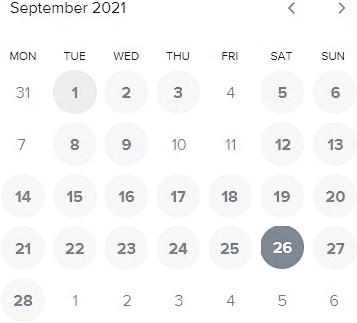 September 2021
MON TUE WED THU FRI SAT SUN
31 1 2 3 4 5 6
7 8 9 10 11 12 13
14 15 16 17 18 19 20
21 22 23 24 25 26 27
28 1 2 3 4 5 6